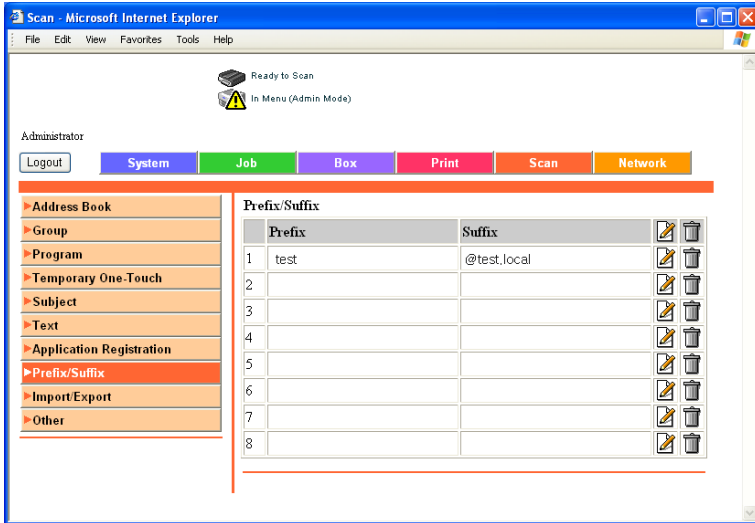 Scan - Microsoft Internet Explorer
File Edit View Favorites Tools Help
Ready to Scan
In Menu (Admin Mode)
Administrator
Logout System Job Box Print Scan Network
Address Book
Group
Program
Temporary One-Touch
Subject
Text
Application Registration
Prefix/Suffix
Import/Export
Other
Prefix/Suffix
Prefix Suffix
1 test @test.local
2
3
4
5
6
7
8